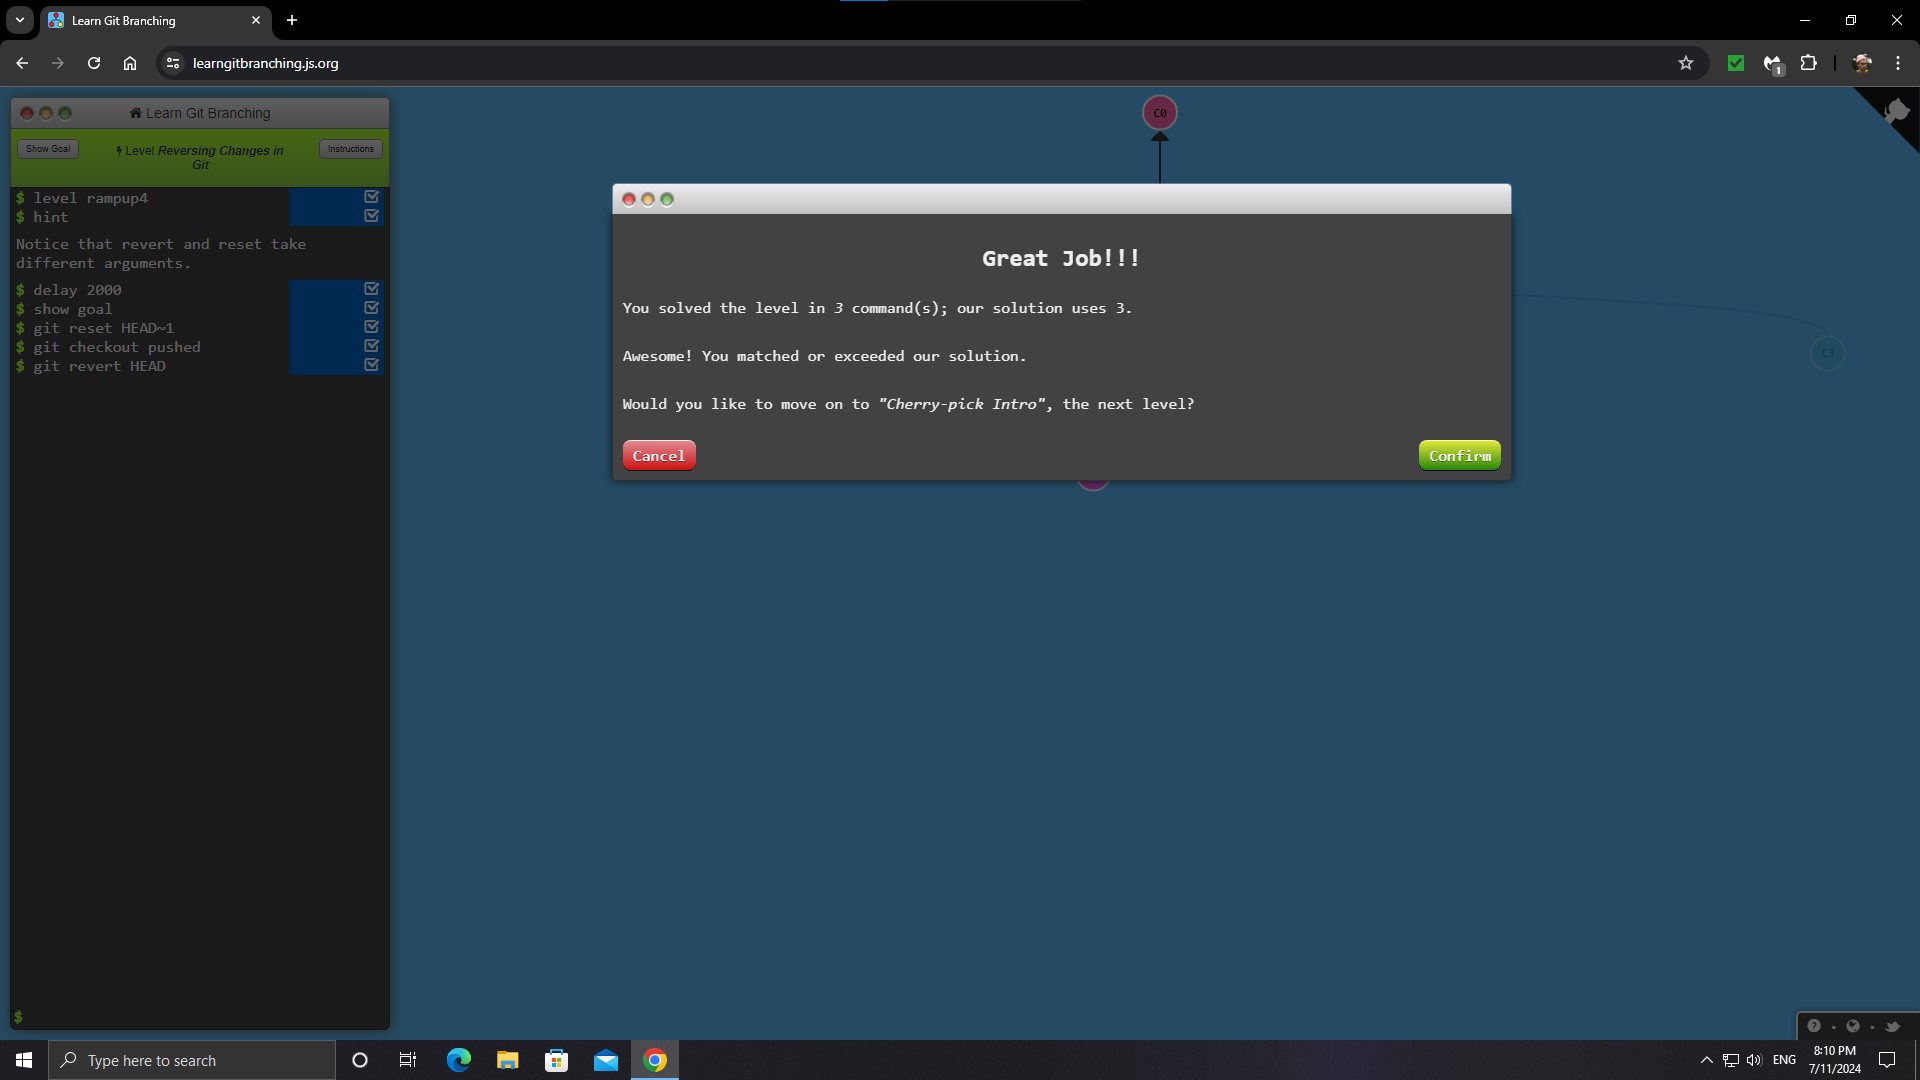 Learn Git Branching
learngitbranching.js.org
1
Learn Git Branching
Show Goal
Level Reversing Changes in
Git
Instructions
$ level rampup4
$ hint
Notice that revert and reset take
different arguments.
$ delay 2000
$ show goal
$ git reset HEAD~1
$ git checkout pushed
$ git revert HEAD
$
C0
C3
Great Job!!!
You solved the level in 3 command(s); our solution uses 3.
Awesome! You matched or exceeded our solution.
Would you like to move on to "Cherry-pick Intro", the next level?
Cancel
Confirm
Type here to search
ENG
8:10 PM
7/11/2024